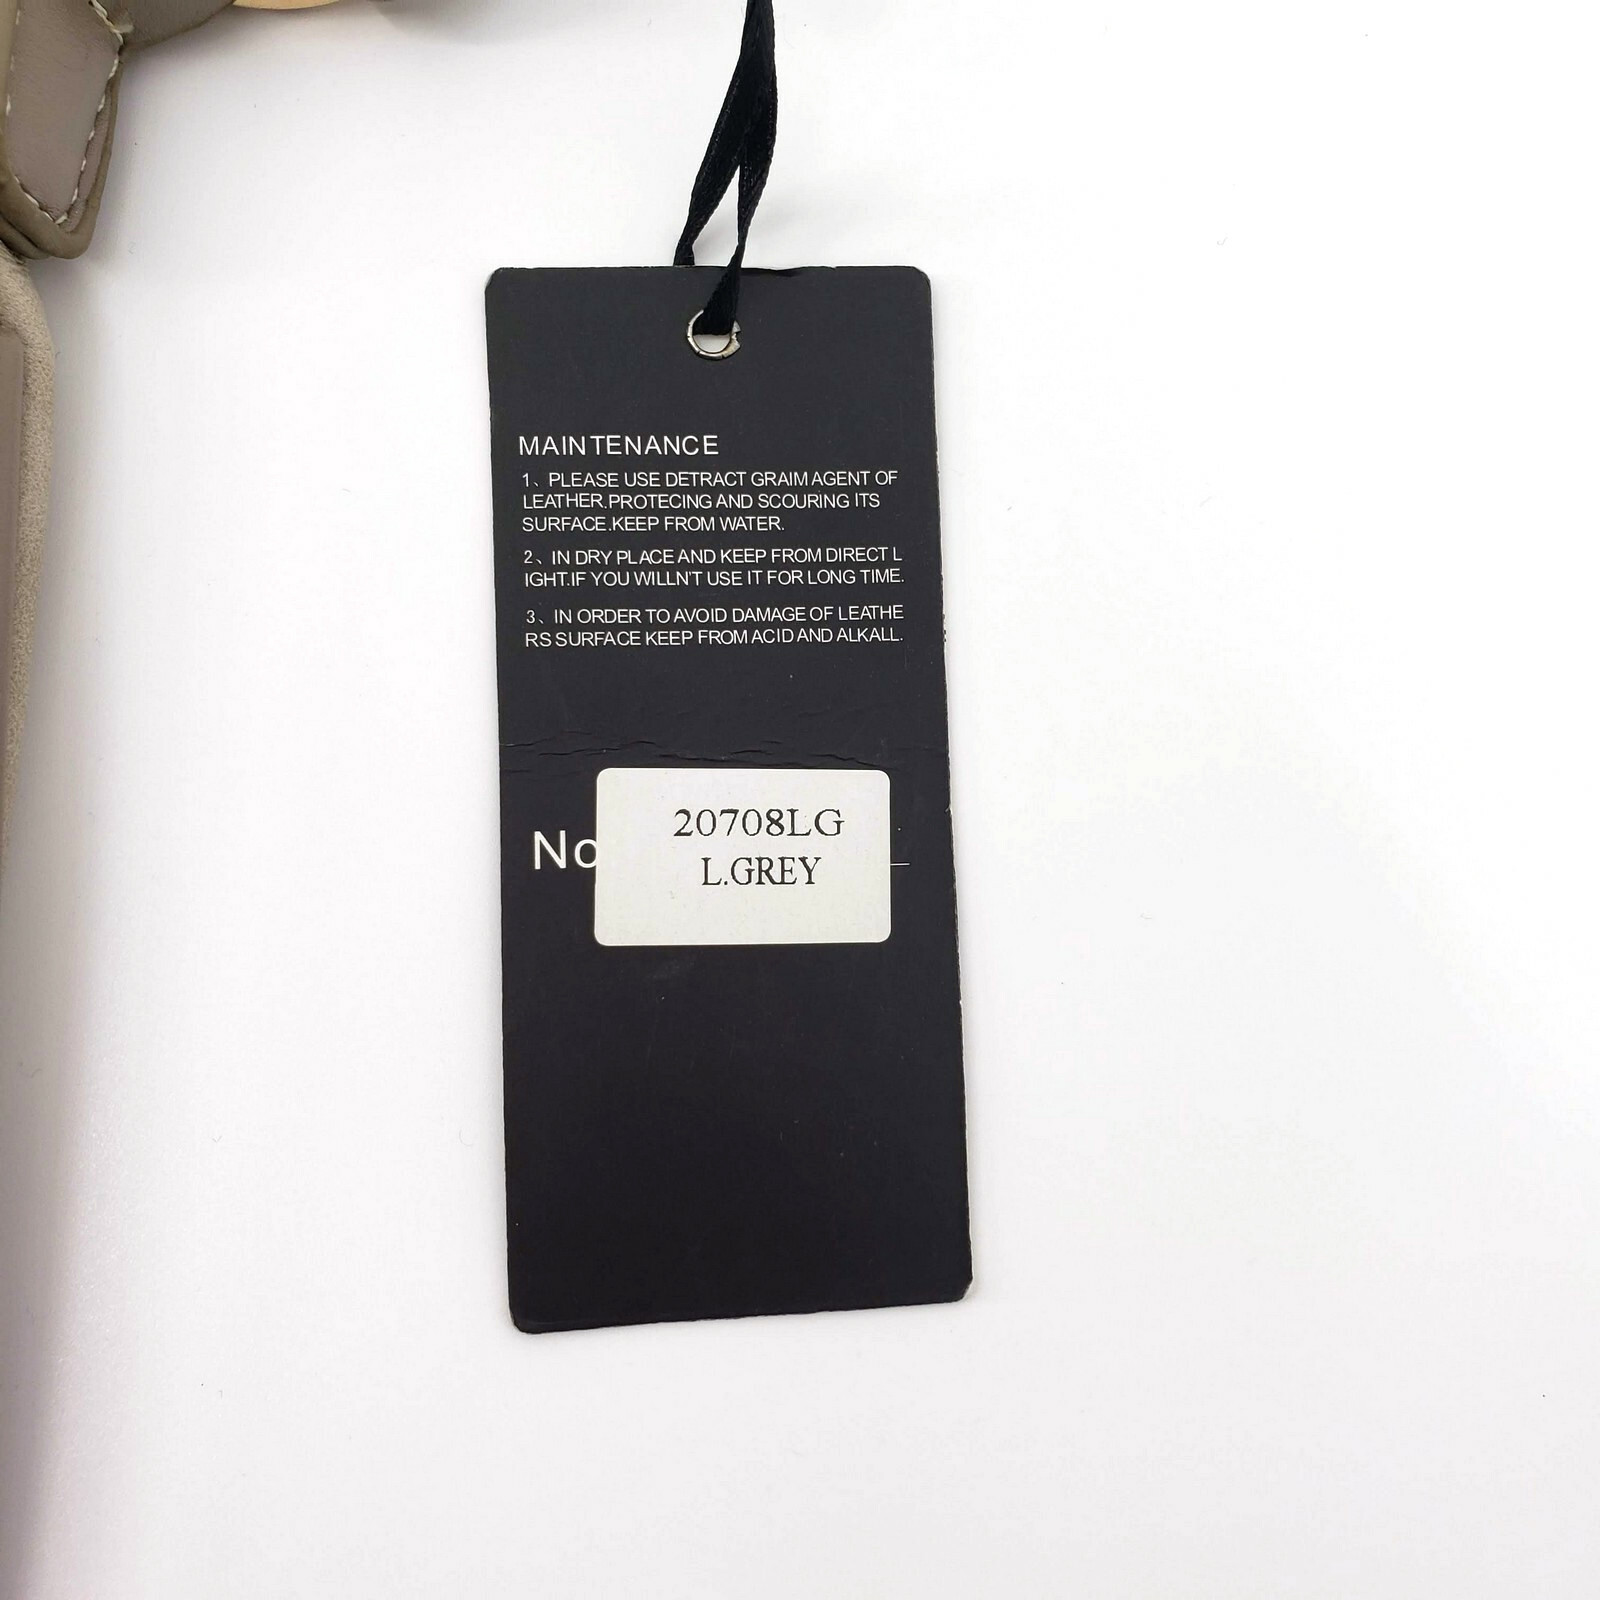 MAINTENANCE
1、PLEASE USE DETRACT GRAIM AGENT OF
LEATHER.PROTECING AND SCOURING ITS
SURFACE.KEEP FROM WATER.
2、IN DRY PLACE AND KEEP FROM DIRECT L
IGHT.IF YOU WILLN'T USE IT FOR LONG TIME.
3、IN ORDER TO AVOID DAMAGE OF LEATHE
RS SURFACE KEEP FROM ACID AND ALKALL.
20708LG
No
L.GREY